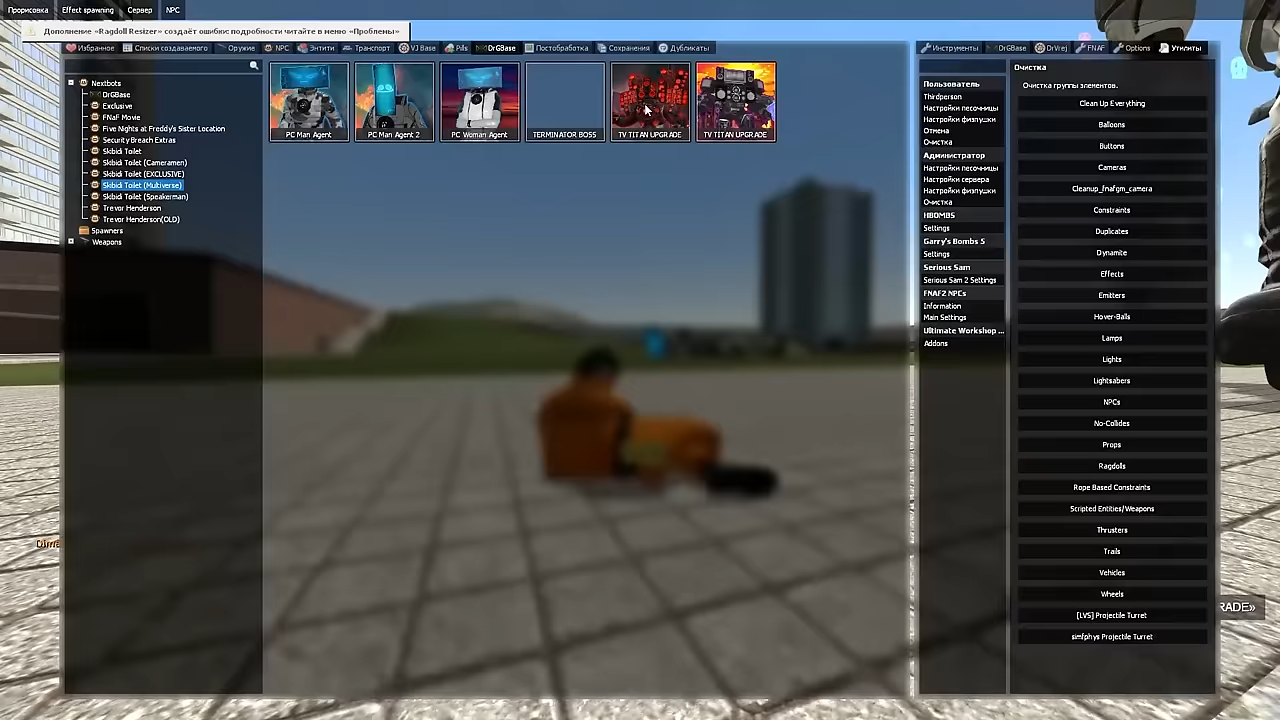 Прорисовка Effect spawning Сервер NPC
Дополнение «Ragdoll Resizer» создаёт ошибки: подробности читайте в меню «Проблемы»
Избранное Списки создаваемого Оружие NPC Энтити Транспорт VJ Base Pills DrGBase Постобработка Сохранения Дубликаты
Инструменты DrGBase DrVrej FNAF Options Утилиты
Nextbots
DrGBase
Exclusive
FNAF Movie
Five Nights at Freddy's Sister Location
Security Breach Extras
Skibidi Toilet
Skibidi Toilet (Cameramen)
Skibidi Toilet (EXCLUSIVE)
Skibidi Toilet (Multiverse)
Skibidi Toilet (Speakerman)
Trevor Henderson
Trevor Henderson(OLD)
Spawners
Weapons
PC Man Agent
PC Man Agent 2
PC Woman Agent
TERMINATOR BOSS
TV TITAN UPGRADE
TV TITAN UPGRADE
Пользователь
Thirdperson
Настройки песочницы
Настройки физпушки
Отмена
Очистка
Администратор
Настройки песочницы
Настройки сервера
Настройки физпушки
Очистка
HBOMBS
Settings
Garry's Bombs 5
Settings
Serious Sam
Serious Sam 2 Settings
FNAF2 NPCs
Information
Main Settings
Ultimate Workshop ...
Addons
Очистка
Очистка группы элементов.
Clean Up Everything
Balloons
Buttons
Cameras
Cleanup_fnafgm_camera
Constraints
Duplicates
Dynamite
Effects
Emitters
Hover-Balls
Lamps
Lights
Lightsabers
NPCs
No-Collides
Props
Ragdolls
Rope Based Constraints
Scripted Entities/Weapons
Thrusters
Trails
Vehicles
Wheels
[LVS] Projectile Turret
simfphys Projectile Turret
RADE»